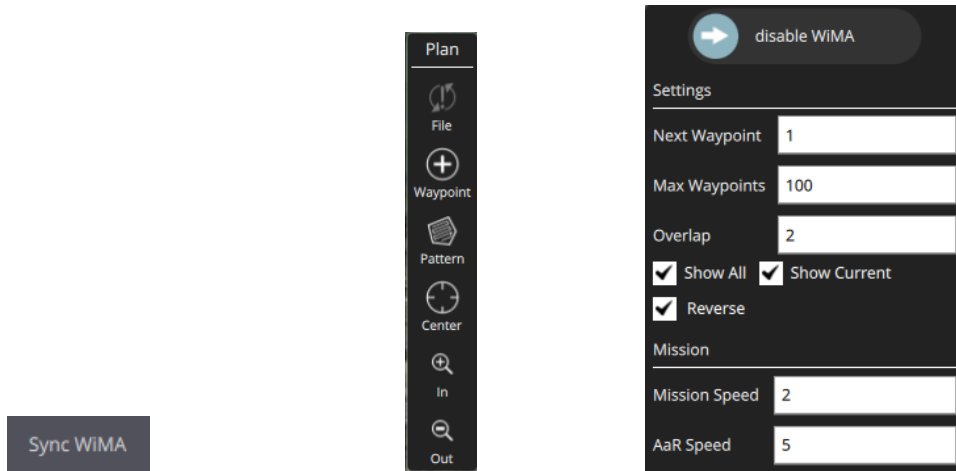 Sync WiMA
Plan
File
Waypoint
Pattern
Center
In
Out
disable WiMA
Settings
Next Waypoint 1
Max Waypoints 100
Overlap 2
Show All Show Current
Reverse
Mission
Mission Speed 2
AaR Speed 5